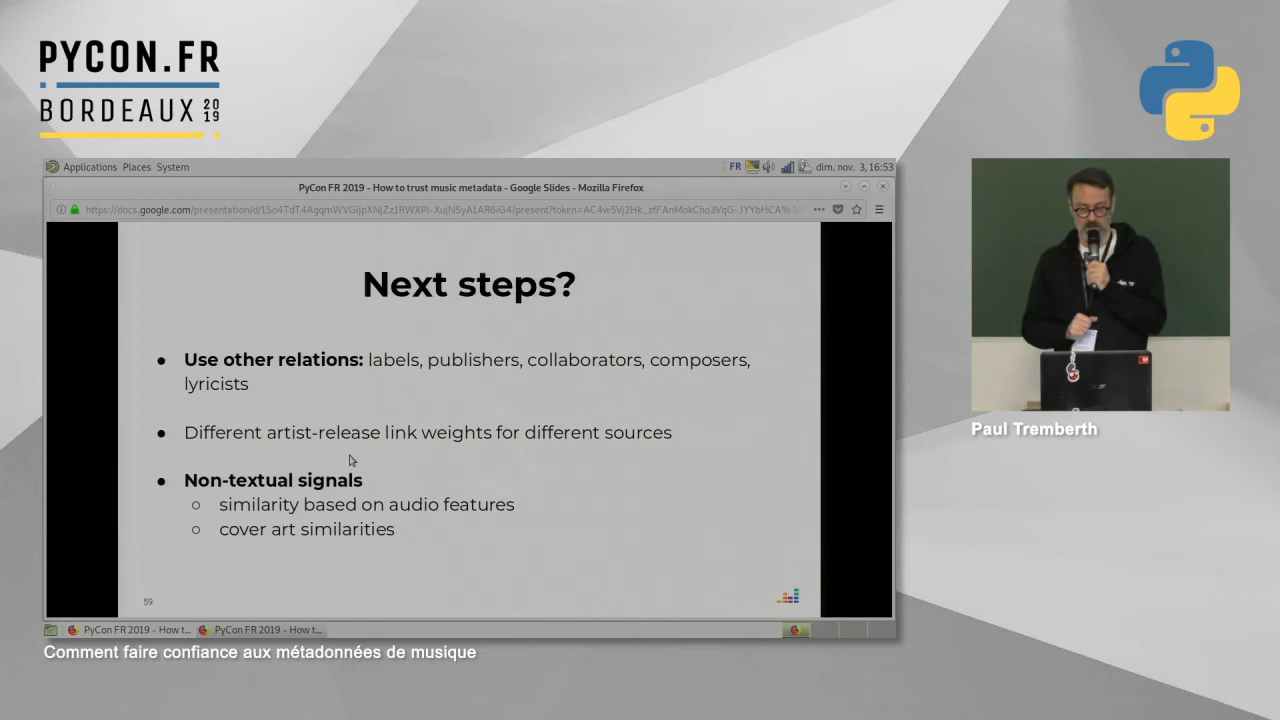 PYCON.FR
BORDEAUX 2019
Applications Places System
FR
dim. nov. 3, 16:53
PyCon FR 2019 - How to trust music metadata - Google Slides - Mozilla Firefox
Next steps?
● Use other relations: labels, publishers, collaborators, composers,
lyricists
● Different artist-release link weights for different sources
● Non-textual signals
○ similarity based on audio features
○ cover art similarities
59
PyCon FR 2019 - How t... PyCon FR 2019 - How t...
Comment faire confiance aux métadonnées de musique
Paul Tremberth